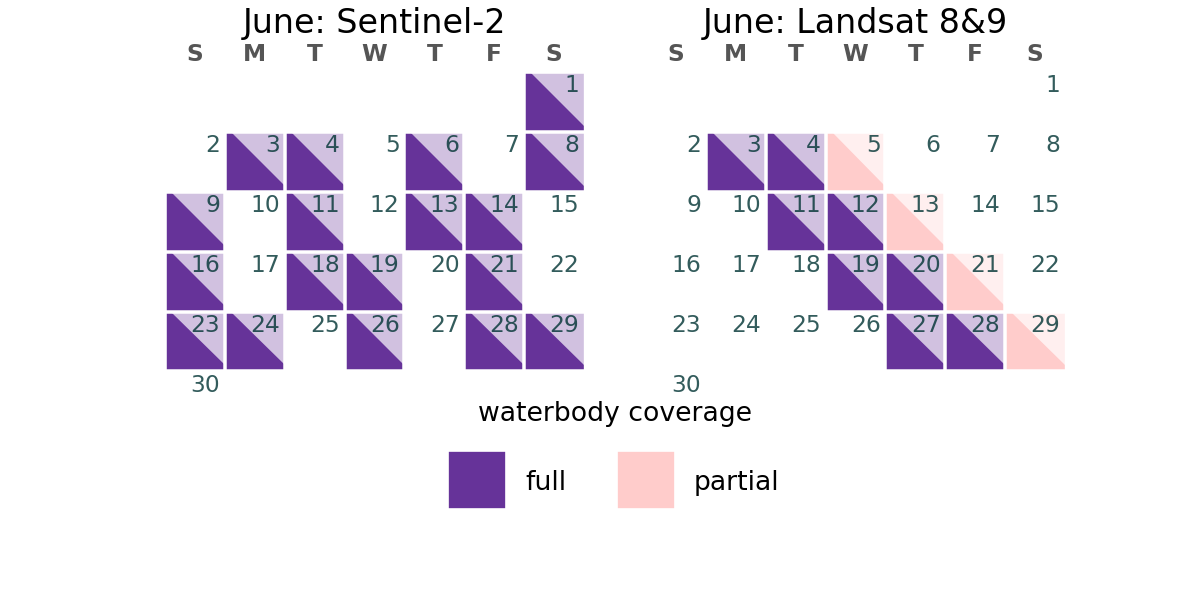 June: Sentinel-2
S M T W T F S
1
2 3 4 5 6 7 8
9 10 11 12 13 14 15
16 17 18 19 20 21 22
23 24 25 26 27 28 29
30
June: Landsat 8&9
S M T W T F S
1
2 3 4 5 6 7 8
9 10 11 12 13 14 15
16 17 18 19 20 21 22
23 24 25 26 27 28 29
30
waterbody coverage
full
partial